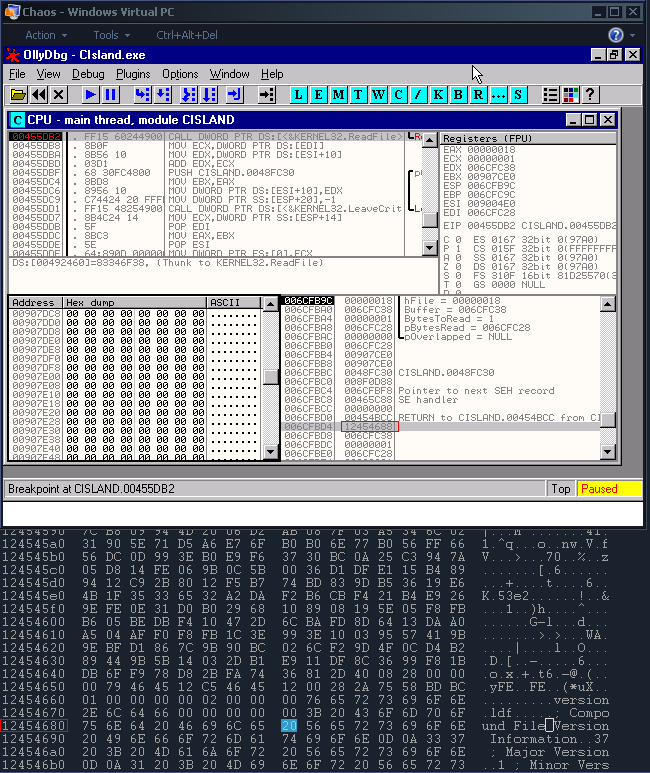 Chaos - Windows Virtual PC
Action Tools Ctrl+Alt+Del
OllyDbg - CIsland.exe
File View Debug Plugins Options Window Help
L E M T W C / K B R ... S
CPU - main thread, module CISLAND
00455DB2 . FF15 60244900 CALL DWORD PTR DS:[<&KERNEL32.ReadFile>
00455DB8 . 8B0F MOV ECX,DWORD PTR DS:[EDI]
00455DBA . 8B56 10 MOV EDX,DWORD PTR DS:[ESI+10]
00455DBD . 03D1 ADD EDX,ECX
00455DBF . 68 30FC4800 PUSH CISLAND.0048FC30
00455DC4 . 8BD8 MOV EBX,EAX
00455DC6 . 8956 10 MOV DWORD PTR DS:[ESI+10],EDX
00455DC9 . C74424 20 FFFF MOV DWORD PTR SS:[ESP+20],-1
00455DD1 . FF15 48254900 CALL DWORD PTR DS:[<&KERNEL32.LeaveCrit
00455DD7 . 8B4C24 14 MOV ECX,DWORD PTR SS:[ESP+14]
00455DDB . 5F POP EDI
00455DDC . 8BC3 MOV EAX,EBX
00455DDE . 5E POP ESI
DS:[00492460]=83346F38, (Thunk to KERNEL32.ReadFile)
Registers (FPU)
EAX 00000018
ECX 00000001
EDX 006CFC38
EBX 00907CE0
ESP 006CFB9C
EBP 006CFC9C
ESI 009004E0
EDI 006CFC28
EIP 00455DB2 CISLAND.00455DB2
C 0 ES 0167 32bit 0(97A0)
P 1 CS 015F 32bit 0(FFFFFFFF
A 0 SS 0167 32bit 0(97A0)
Z 0 DS 0167 32bit 0(97A0)
S 0 FS 310F 16bit 81D25570(3
T 0 GS 0000 NULL
Address Hex dump ASCII
00907DC8 00 00 00 00 00 00 00 00 ........
00907DD0 00 00 00 00 00 00 00 00 ........
00907DD8 00 00 00 00 00 00 00 00 ........
00907DE0 00 00 00 00 00 00 00 00 ........
00907DE8 00 00 00 00 00 00 00 00 ........
00907DF0 00 00 00 00 00 00 00 00 ........
00907DF8 00 00 00 00 00 00 00 00 ........
00907E00 00 00 00 00 00 00 00 00 ........
00907E08 00 00 00 00 00 00 00 00 ........
00907E10 00 00 00 00 00 00 00 00 ........
00907E18 00 00 00 00 00 00 00 00 ........
00907E20 00 00 00 00 00 00 00 00 ........
00907E28 00 00 00 00 00 00 00 00 ........
00907E30 00 00 00 00 00 00 00 00 ........
00907E38 00 00 00 00 00 00 00 00 ........
00907E40 00 00 00 00 00 00 00 00 ........
00907E48 00 00 00 00 00 00 00 00 ........
006CFB9C 00000018 hFile = 00000018
006CFBA0 006CFC38 Buffer = 006CFC38
006CFBA4 00000001 BytesToRead = 1
006CFBA8 006CFC28 pBytesRead = 006CFC28
006CFBAC 00000000 pOverlapped = NULL
006CFBB0 006CFC28
006CFBB4 00907CE0
006CFBB8 00907CE0
006CFBBC 0048FC30 CISLAND.0048FC30
006CFBC0 008F0D88
006CFBC4 006CFBF8 Pointer to next SEH record
006CFBC8 SE handler
006CFBCC 00000000
006CFBD0 00454BCC RETURN to CISLAND.00454BCC from CI
006CFBD4 12454688
006CFBD8 006CFC38
006CFBDC 00000001
006CFBE0 006CFC28
Breakpoint at CISLAND.00455DB2 Top Paused
124545a0 31 90 5E 71 D5 A6 E7 6F B0 B0 6E 77 B0 56 FF 66 1.^q...o..nw.V.f
124545b0 56 DC 0D 99 3E B0 E9 F6 37 30 BC 0A 25 C3 94 7A V...>...70..%..z
124545c0 05 D8 14 FE 06 9B 0C 5B 00 36 D1 DF E1 15 B4 89 .......[.6......
124545d0 94 12 C9 2B 80 12 F5 B7 74 BD 83 9D B5 36 19 E6 ...+....t....6..
124545e0 4B 1F 35 33 65 32 A2 DA F2 B6 CB F4 21 B4 E9 26 K.53e2......!..&
124545f0 9E FE 0E 31 D0 B0 29 68 10 89 08 19 5E 05 F8 FB ...1..)h....^...
12454600 B6 05 BE DB F4 10 47 2D 6C BA FD 8D 64 13 DA A0 ......G-l...d...
12454610 A5 04 AF F0 F8 FB 1C 3E 99 3E 10 03 95 57 41 9B .......>.>...WA.
12454620 9E BF D1 86 7C 9B 90 BC 02 6C F2 9D 4F 0C D4 B2 ....|....l..O...
12454630 89 44 9B 5B 14 03 2D B1 E9 11 DF 8C 36 99 F8 1B .D.[..-.....6...
12454640 DB 6F F9 78 D8 2B FA 74 36 81 2D 40 08 28 00 00 .o.x.+.t6.-@.(..
12454650 00 79 46 45 12 C5 46 45 12 00 28 2A 75 58 BD BC .yFE..FE..(*uX..
12454660 01 00 00 00 00 02 00 00 00 76 65 72 73 69 6F 6E .........version
12454670 2E 6C 64 66 00 00 00 00 00 3B 20 43 6F 6D 70 6F .ldf.....; Compo
12454680 75 6E 64 20 46 69 6C 65 20 56 65 72 73 69 6F 6E und File Version
12454690 20 49 6E 66 6F 72 6D 61 74 69 6F 6E 0D 0A 33 37 Information..37
124546a0 20 3B 20 4D 61 6A 6F 72 20 56 65 72 73 69 6F 6E ; Major Version
124546b0 0D 0A 31 20 3B 20 4D 69 6E 6F 72 20 56 65 72 73 ..1 ; Minor Vers